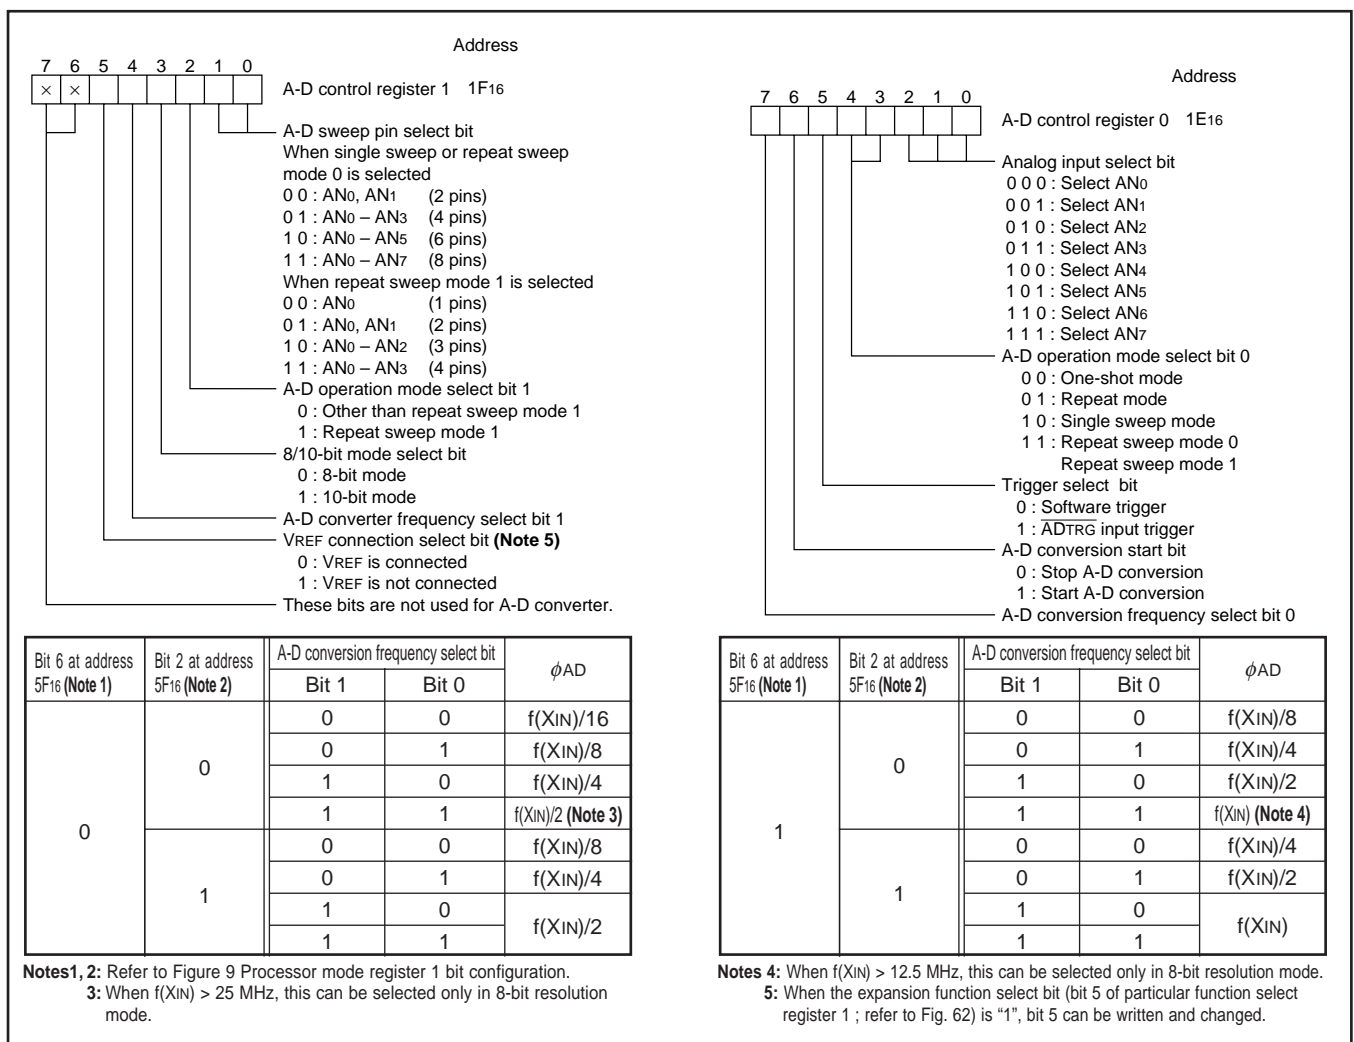 Address
7 6 5 4 3 2 1 0
× ×
A-D control register 1 1F16
A-D sweep pin select bit
When single sweep or repeat sweep
mode 0 is selected
0 0 : AN0, AN1 (2 pins)
0 1 : AN0 – AN3 (4 pins)
1 0 : AN0 – AN5 (6 pins)
1 1 : AN0 – AN7 (8 pins)
When repeat sweep mode 1 is selected
0 0 : AN0 (1 pins)
0 1 : AN0, AN1 (2 pins)
1 0 : AN0 – AN2 (3 pins)
1 1 : AN0 – AN3 (4 pins)
A-D operation mode select bit 1
0 : Other than repeat sweep mode 1
1 : Repeat sweep mode 1
8/10-bit mode select bit
0 : 8-bit mode
1 : 10-bit mode
A-D converter frequency select bit 1
VREF connection select bit (Note 5)
0 : VREF is connected
1 : VREF is not connected
These bits are not used for A-D converter.
Address
7 6 5 4 3 2 1 0
A-D control register 0 1E16
Analog input select bit
0 0 0 : Select AN0
0 0 1 : Select AN1
0 1 0 : Select AN2
0 1 1 : Select AN3
1 0 0 : Select AN4
1 0 1 : Select AN5
1 1 0 : Select AN6
1 1 1 : Select AN7
A-D operation mode select bit 0
0 0 : One-shot mode
0 1 : Repeat mode
1 0 : Single sweep mode
1 1 : Repeat sweep mode 0
Repeat sweep mode 1
Trigger select bit
0 : Software trigger
1 : ADTRG input trigger
A-D conversion start bit
0 : Stop A-D conversion
1 : Start A-D conversion
A-D conversion frequency select bit 0
Bit 6 at address Bit 2 at address A-D conversion frequency select bit φAD
5F16 (Note 1) 5F16 (Note 2) Bit 1 Bit 0
0 0 0 0 f(XIN)/16
0 1 f(XIN)/8
1 0 f(XIN)/4
1 1 f(XIN)/2 (Note 3)
1 0 0 f(XIN)/8
0 1 f(XIN)/4
1 0 f(XIN)/2
1 1
Notes1, 2: Refer to Figure 9 Processor mode register 1 bit configuration.
3: When f(XIN) > 25 MHz, this can be selected only in 8-bit resolution
mode.
Bit 6 at address Bit 2 at address A-D conversion frequency select bit φAD
5F16 (Note 1) 5F16 (Note 2) Bit 1 Bit 0
1 0 0 0 f(XIN)/8
0 1 f(XIN)/4
1 0 f(XIN)/2
1 1 f(XIN) (Note 4)
1 0 0 f(XIN)/4
0 1 f(XIN)/2
1 0 f(XIN)
1 1
Notes 4: When f(XIN) > 12.5 MHz, this can be selected only in 8-bit resolution mode.
5: When the expansion function select bit (bit 5 of particular function select
register 1 ; refer to Fig. 62) is “1”, bit 5 can be written and changed.